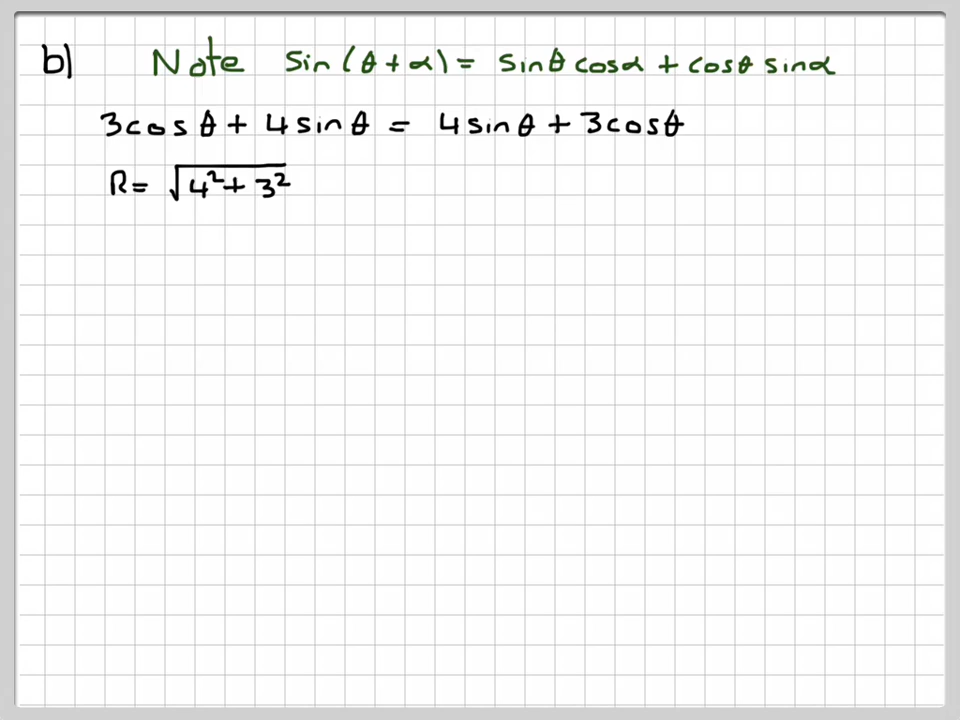 b) Note sin(θ+α) = sinθ cosα + cosθ sinα
3cosθ + 4sinθ = 4sinθ + 3cosθ
R = √4² + 3²